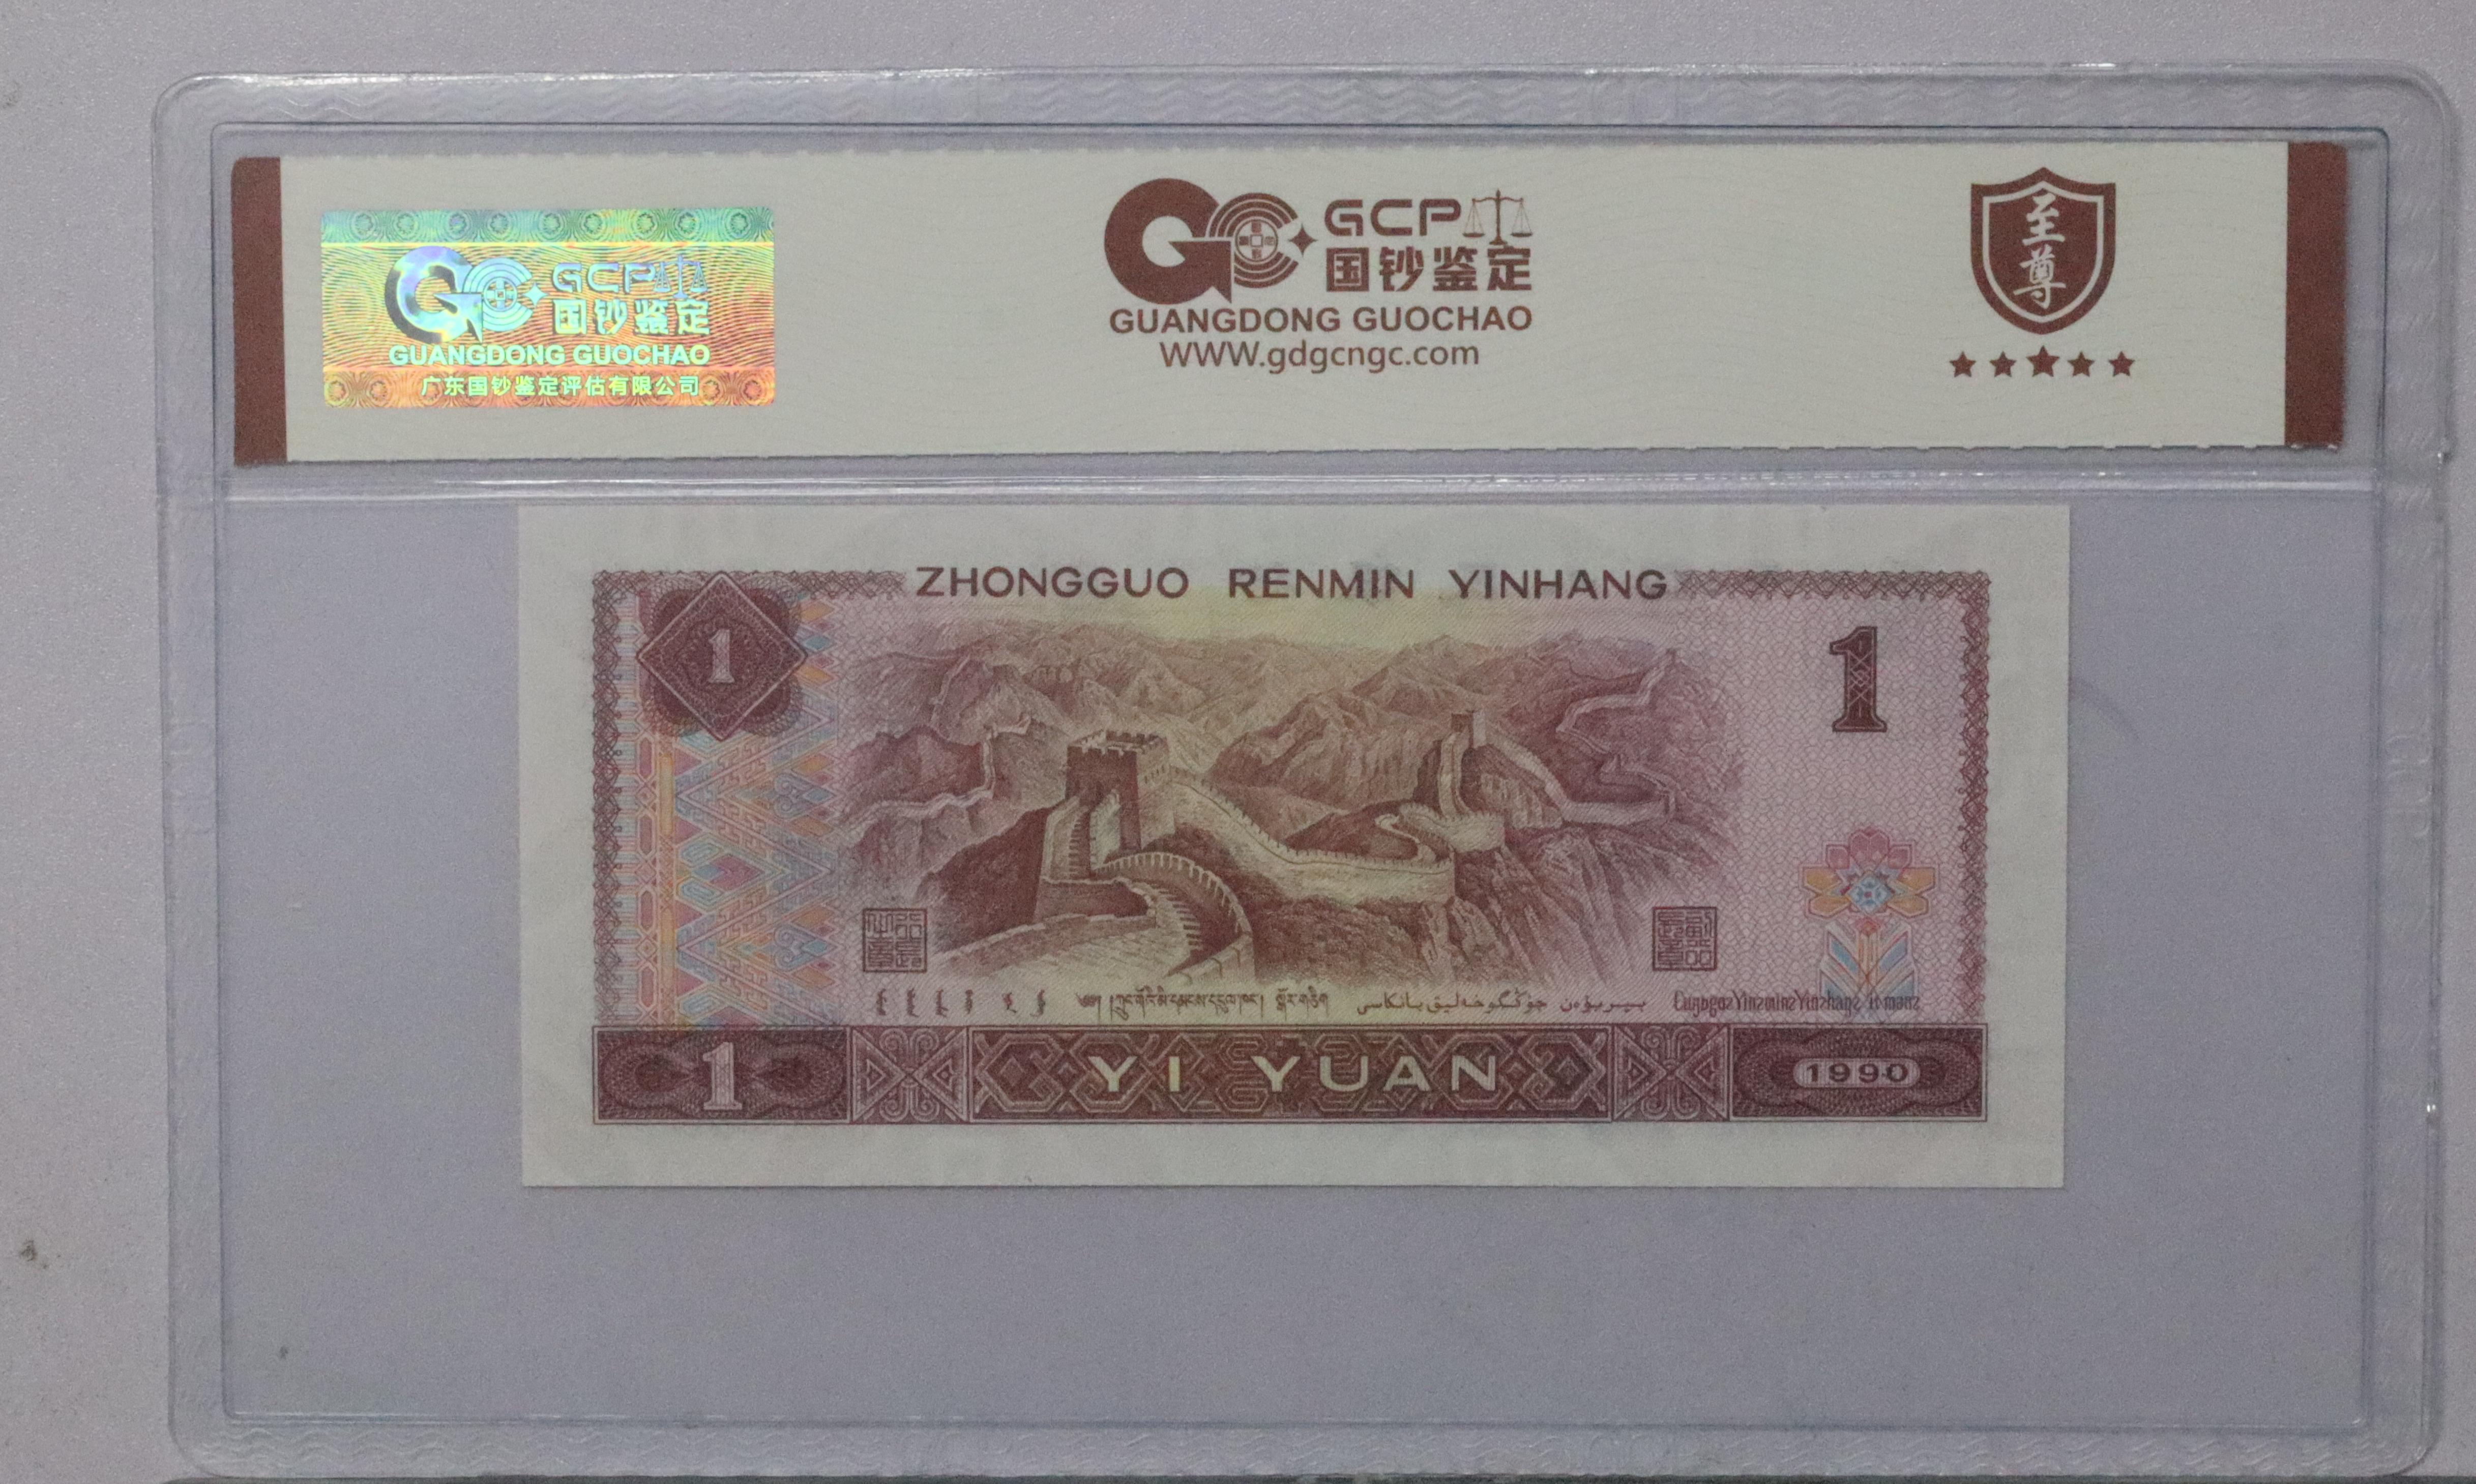 GCP
国钞鉴定
GUANGDONG GUOCHAO
广东国钞鉴定评估有限公司
GCP
国钞鉴定
GUANGDONG GUOCHAO
WWW.gdgcngc.com
至尊
ZHONGGUO RENMIN YINHANG
1
1
1
YI YUAN
1990